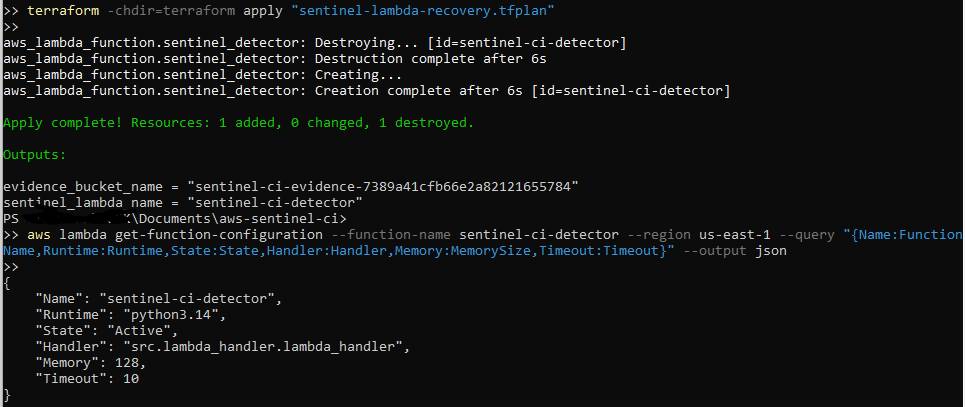 >> terraform -chdir=terraform apply "sentinel-lambda-recovery.tfplan"
>>
aws_lambda_function.sentinel_detector: Destroying... [id=sentinel-ci-detector]
aws_lambda_function.sentinel_detector: Destruction complete after 6s
aws_lambda_function.sentinel_detector: Creating...
aws_lambda_function.sentinel_detector: Creation complete after 6s [id=sentinel-ci-detector]
Apply complete! Resources: 1 added, 0 changed, 1 destroyed.
Outputs:
evidence_bucket_name = "sentinel-ci-evidence-7389a41cfb66e2a82121655784"
sentinel_lambda_name = "sentinel-ci-detector"
PS \Documents\aws-sentinel-ci>
>> aws lambda get-function-configuration --function-name sentinel-ci-detector --region us-east-1 --query "{Name:Function
Name,Runtime:Runtime,State:State,Handler:Handler,Memory:MemorySize,Timeout:Timeout}" --output json
>>
{
    "Name": "sentinel-ci-detector",
    "Runtime": "python3.14",
    "State": "Active",
    "Handler": "src.lambda_handler.lambda_handler",
    "Memory": 128,
    "Timeout": 10
}